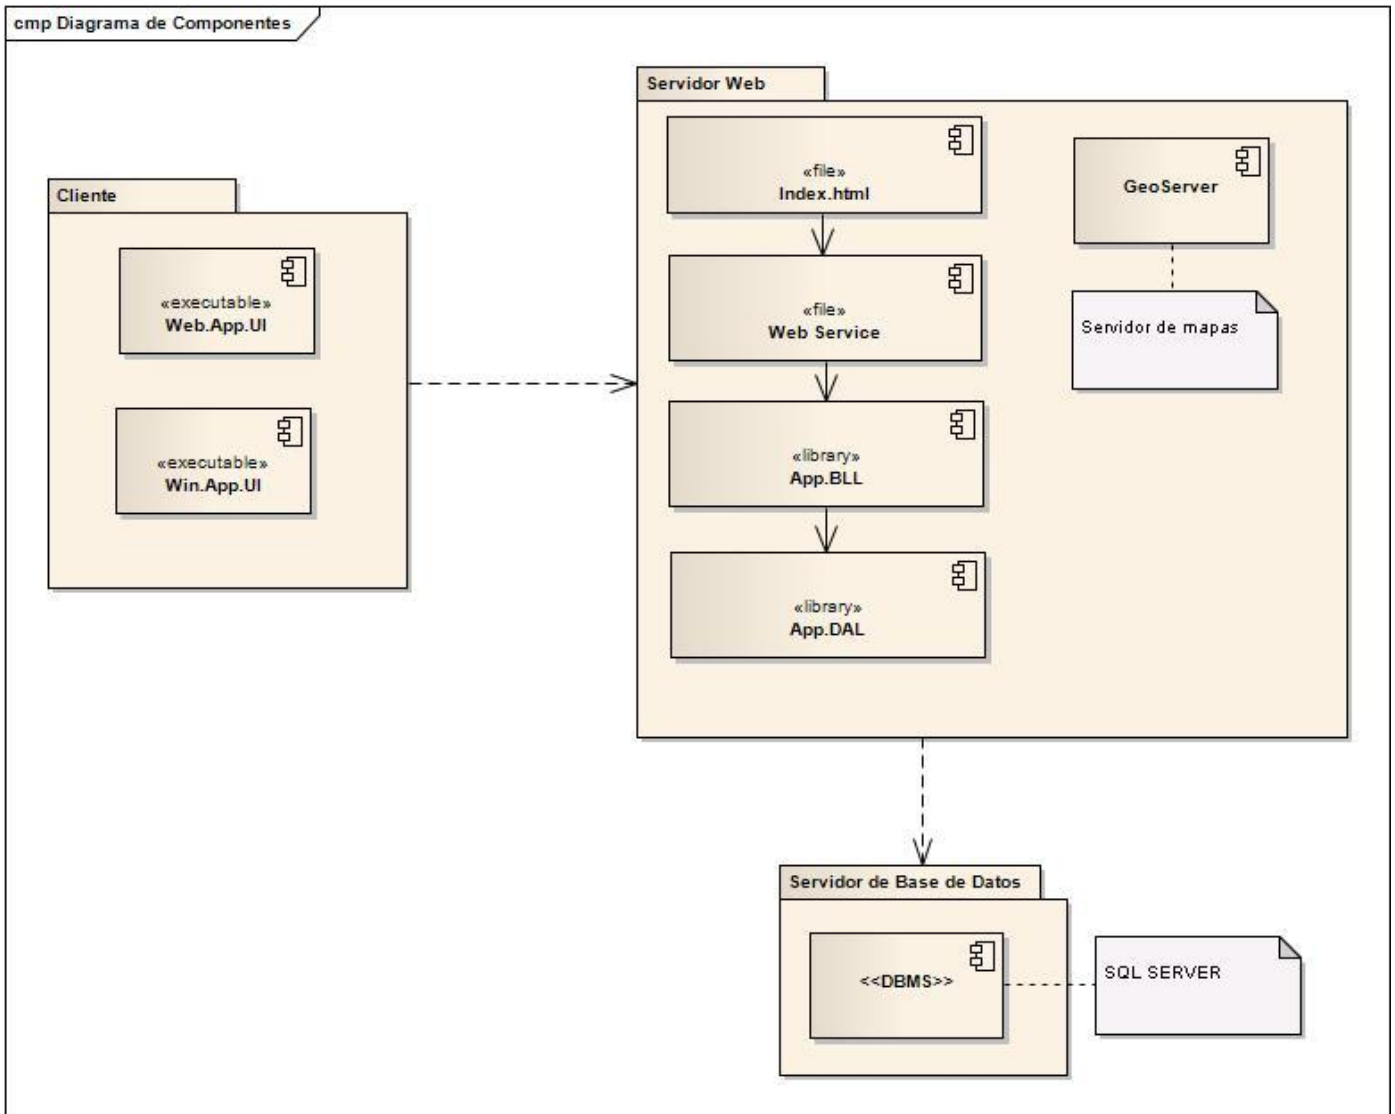 cmp Diagrama de Componentes
Cliente
«executable»
Web.App.UI
«executable»
Win.App.UI
Servidor Web
«file»
Index.html
«file»
Web Service
«library»
App.BLL
«library»
App.DAL
GeoServer
Servidor de mapas
Servidor de Base de Datos
<<DBMS>>
SQL SERVER